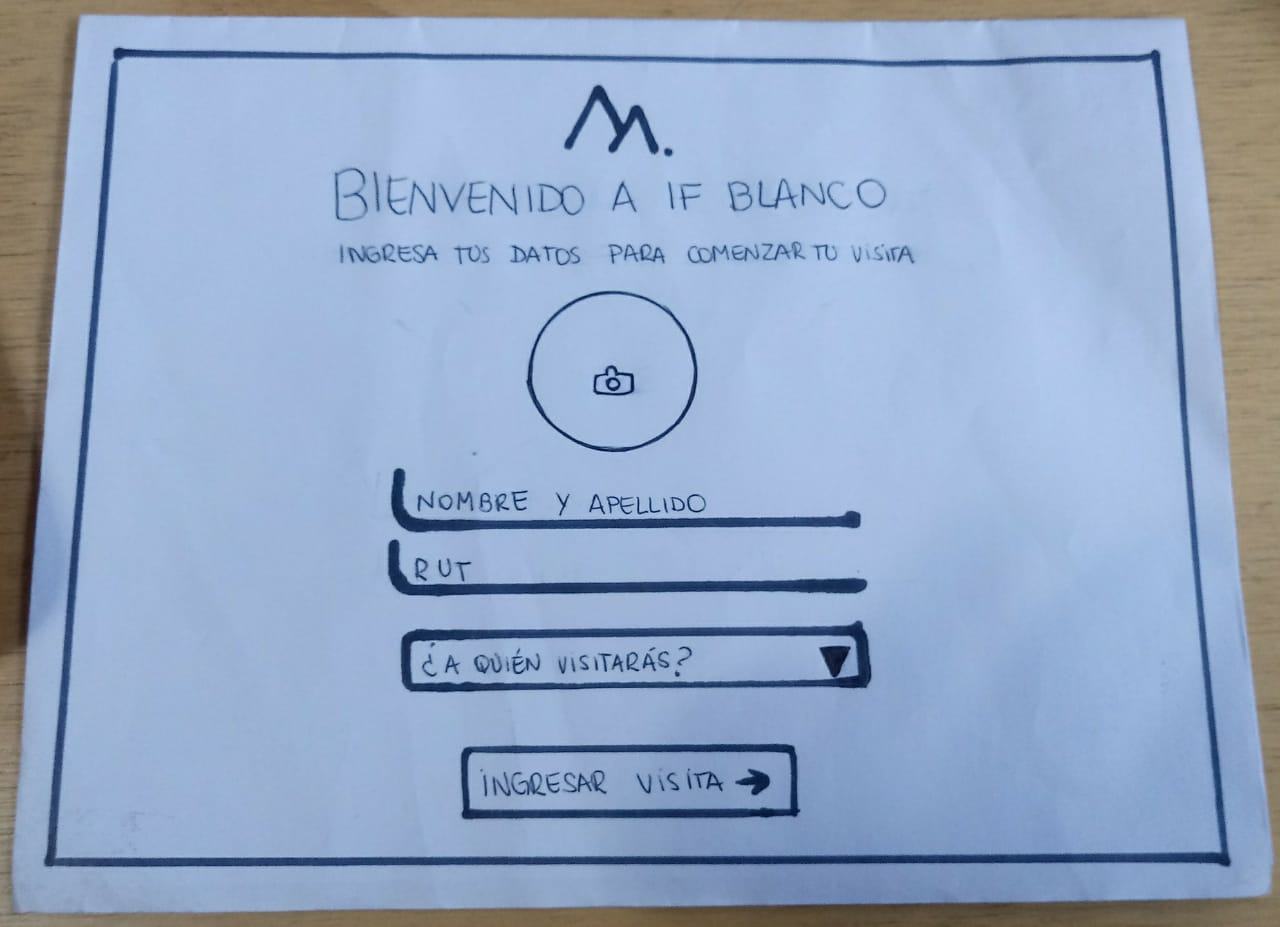 M.
BIENVENIDO A IF BLANCO
INGRESA TUS DATOS PARA COMENZAR TU VISITA
NOMBRE Y APELLIDO
RUT
¿A QUIÉN VISITARÁS?
INGRESAR VISITA →